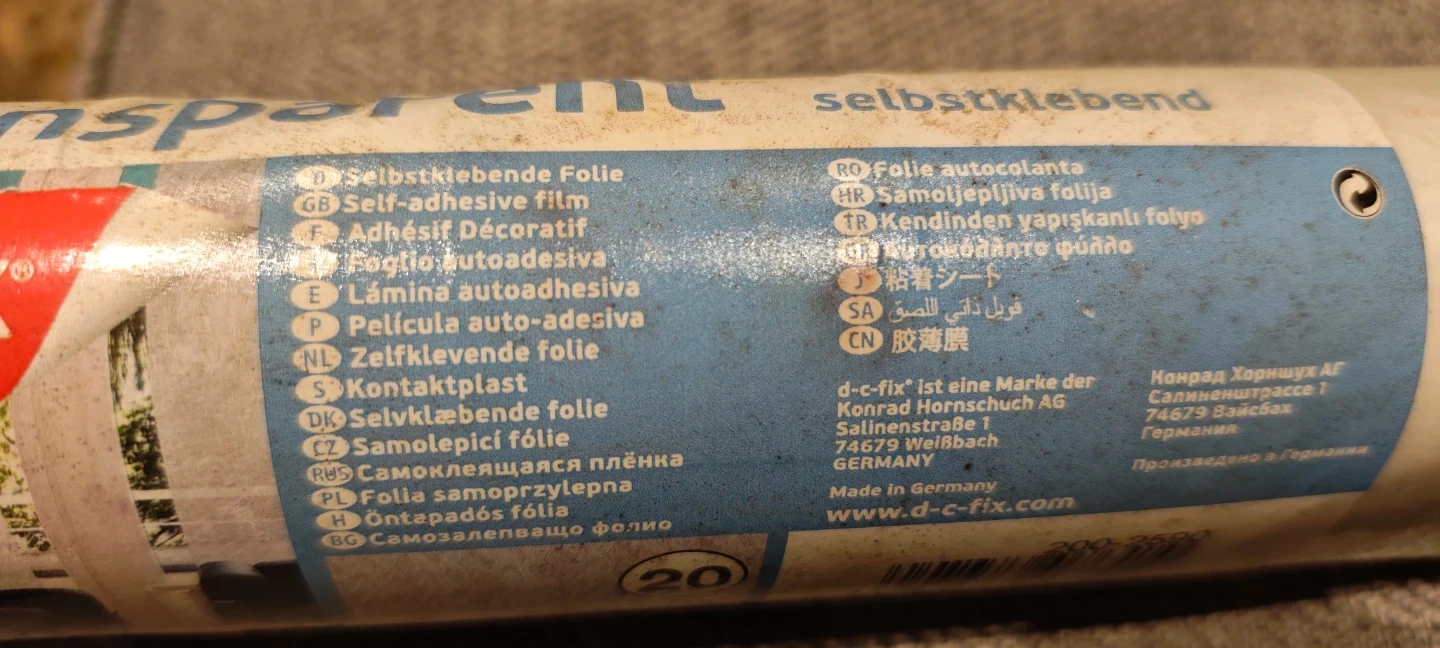 nsparent
selbstklebend
D Selbstklebende Folie
GB Self-adhesive film
F Adhésif Décoratif
I Foglio autoadesiva
E Lámina autoadhesiva
P Película auto-adesiva
NL Zelfklevende folie
S Kontaktplast
DK Selvklæbende folie
CZ Samolepicí fólie
RUS Самоклеящаяся плёнка
PL Folia samoprzylepna
H Öntapadós fólia
BG Самозалепващо фолио
RO Folie autocolanta
HR Samoljepljiva folija
TR Kendinden yapışkanlı folyo
Αυτοκόλλητο φύλλο
J 粘着シート
SA فويل ذاتي اللصق
CN 胶薄膜
d-c-fix® ist eine Marke der
Konrad Hornschuch AG
Salinenstraße 1
74679 Weißbach
GERMANY
Made in Germany
www.d-c-fix.com
Конрад Хорншух АГ
Салиненштрассе 1
74679 Вайсбах
Германия
Произведено в Германии
20
200-2590